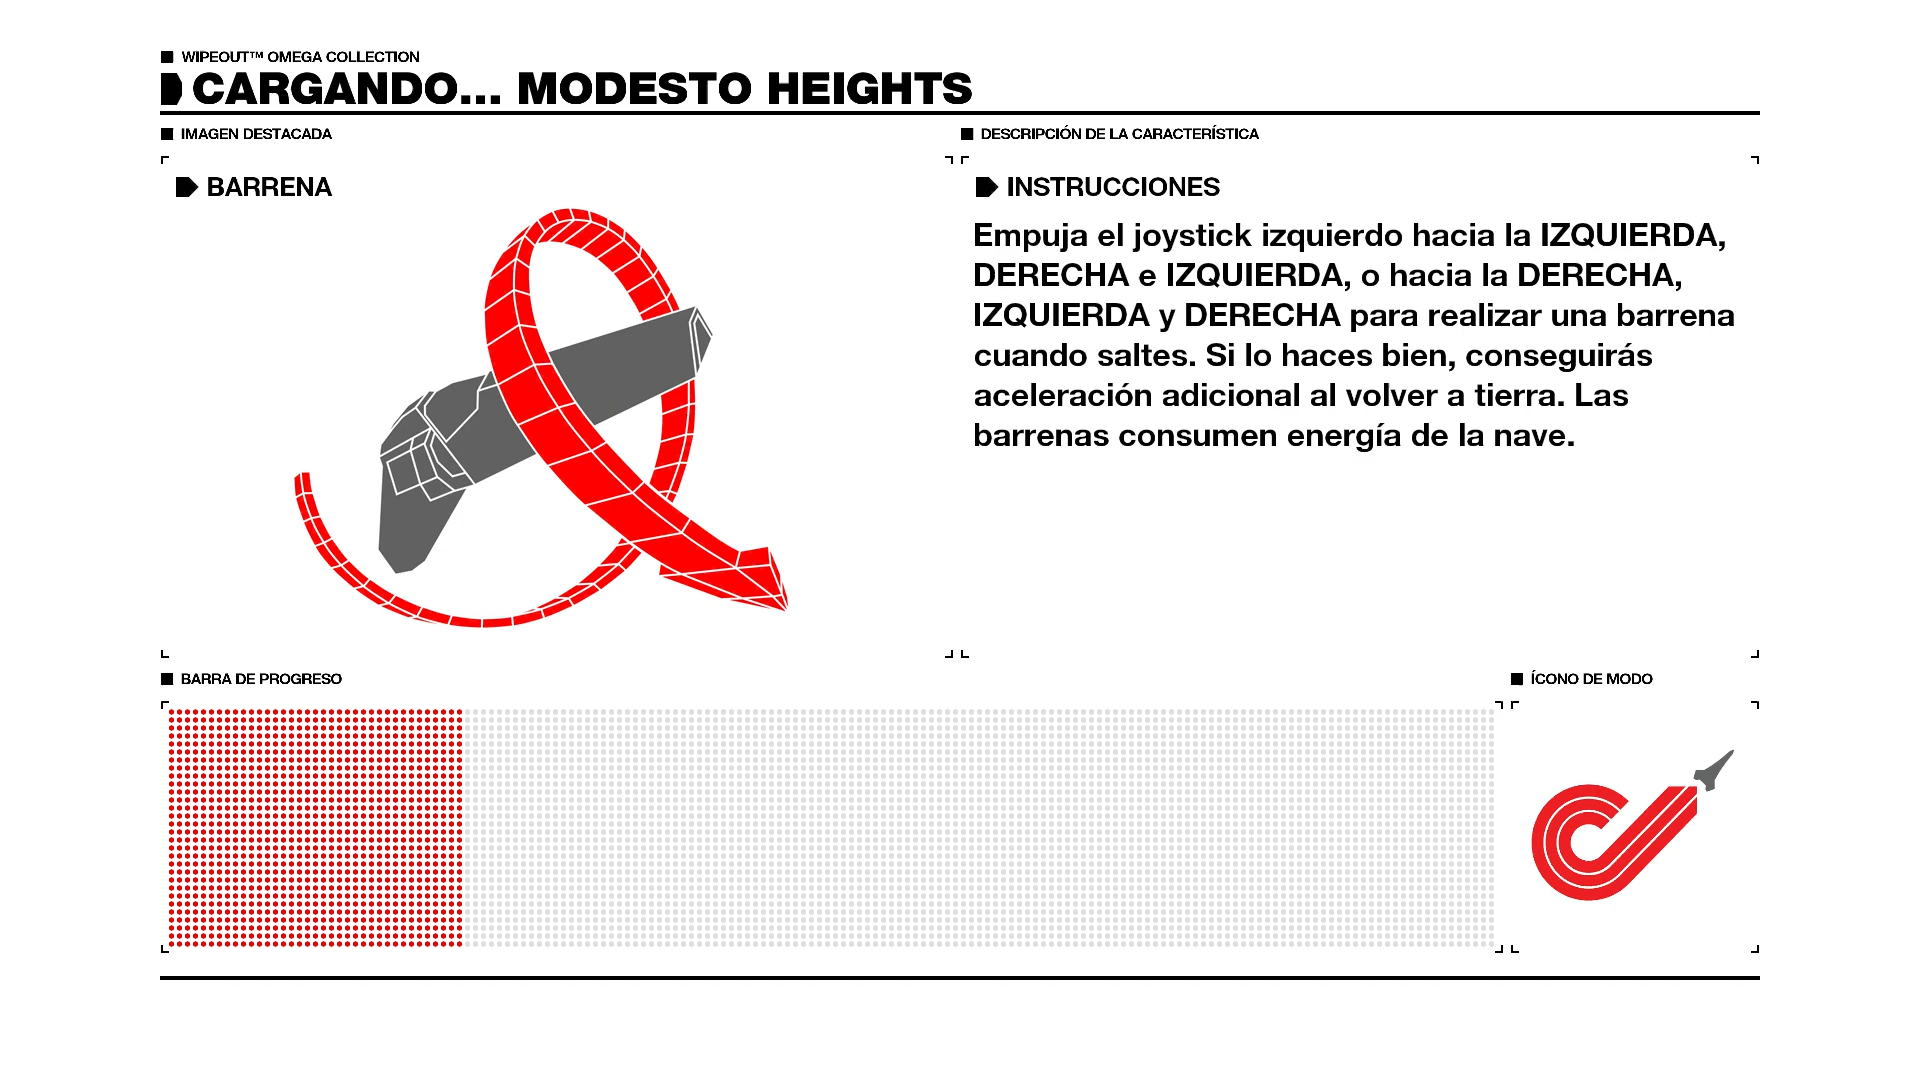 WIPEOUT™ OMEGA COLLECTION
CARGANDO... MODESTO HEIGHTS
IMAGEN DESTACADA
BARRENA
DESCRIPCIÓN DE LA CARACTERÍSTICA
INSTRUCCIONES
Empuja el joystick izquierdo hacia la IZQUIERDA,
DERECHA e IZQUIERDA, o hacia la DERECHA,
IZQUIERDA y DERECHA para realizar una barrena
cuando saltes. Si lo haces bien, conseguirás
aceleración adicional al volver a tierra. Las
barrenas consumen energía de la nave.
BARRA DE PROGRESO
ÍCONO DE MODO